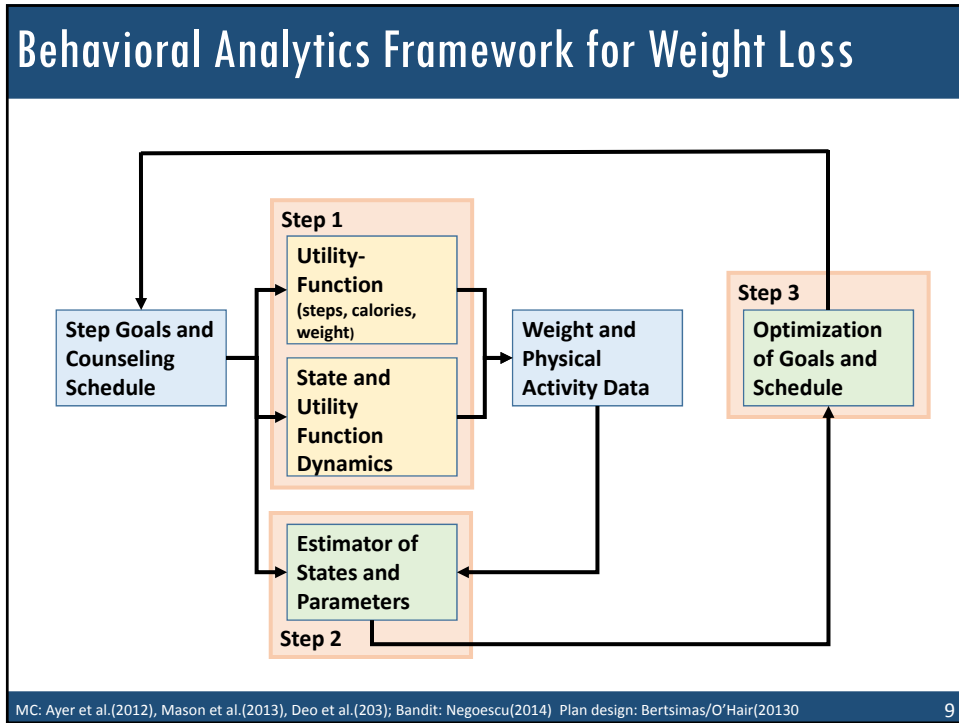 Behavioral Analytics Framework for Weight Loss
Step 1
Utility-
Function
(steps, calories,
weight)
State and
Utility
Function
Dynamics
Step Goals and
Counseling
Schedule
Weight and
Physical
Activity Data
Step 3
Optimization
of Goals and
Schedule
Estimator of
States and
Parameters
Step 2
MC: Ayer et al.(2012), Mason et al.(2013), Deo et al.(203); Bandit: Negoescu(2014) Plan design: Bertsimas/O’Hair(20130
9